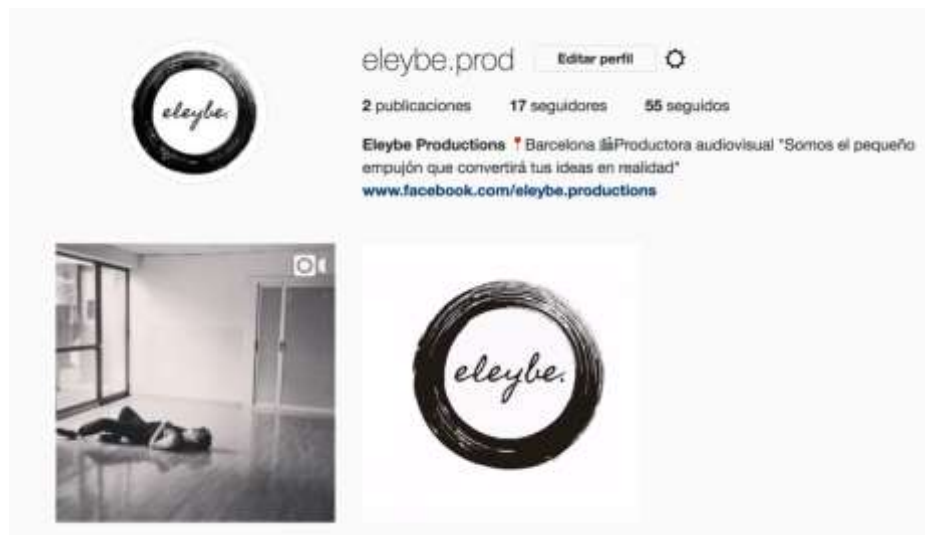 eleybe.
eleybe.prod Editar perfil
2 publicaciones 17 seguidores 55 seguidos
Eleybe Productions 📍Barcelona 🎥Productora audiovisual "Somos el pequeño
empujón que convertirá tus ideas en realidad"
www.facebook.com/eleybe.productions
eleybe.